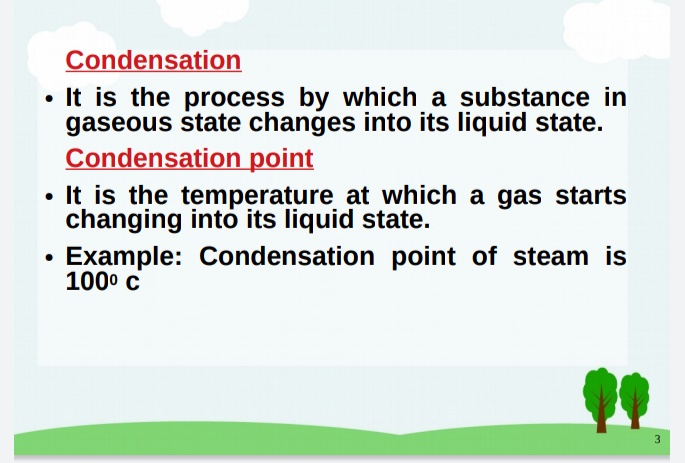 Condensation
• It is the process by which a substance in
gaseous state changes into its liquid state.
Condensation point
• It is the temperature at which a gas starts
changing into its liquid state.
• Example: Condensation point of steam is
100⁰ c
3